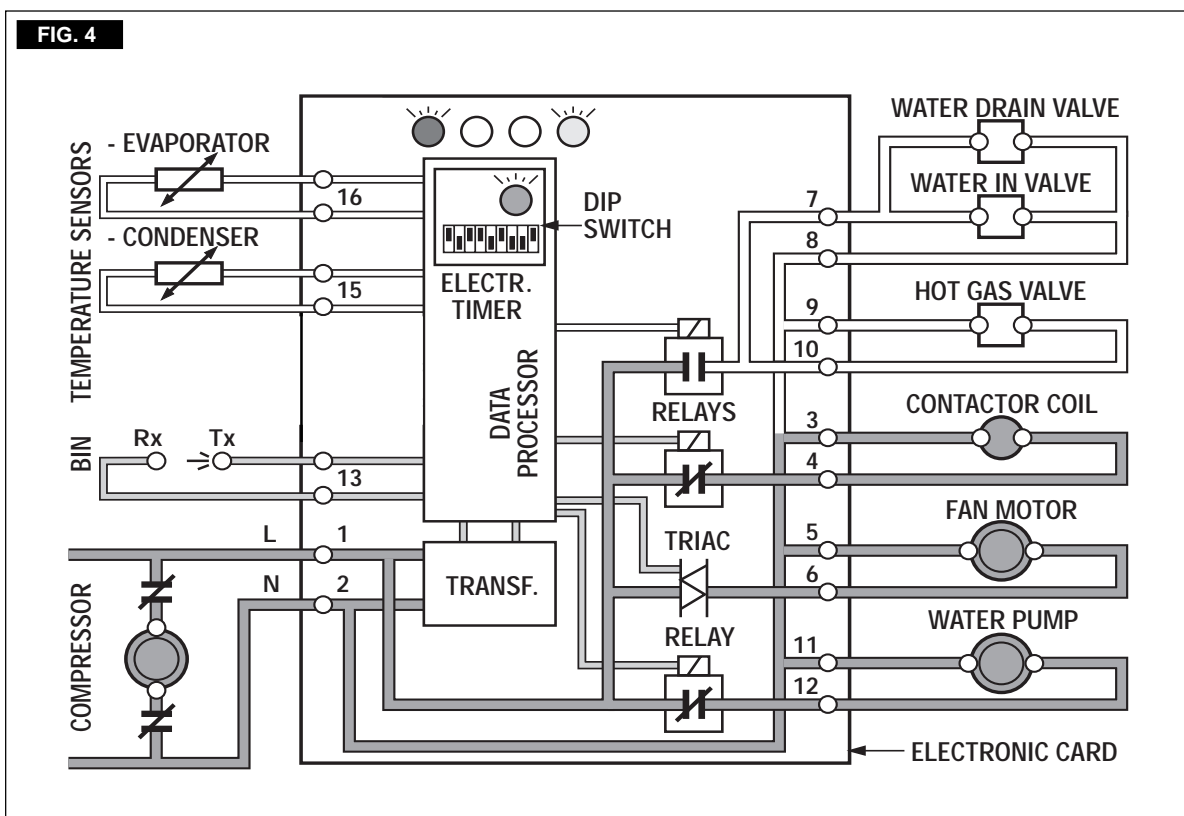 FIG. 4
TEMPERATURE SENSORS
- EVAPORATOR
16
- CONDENSER
15
BIN
Rx
Tx
13
L
1
N
2
COMPRESSOR
DIP
SWITCH
ELECTR.
TIMER
DATA
PROCESSOR
TRANSF.
RELAYS
TRIAC
RELAY
WATER DRAIN VALVE
WATER IN VALVE
7
8
HOT GAS VALVE
9
10
CONTACTOR COIL
3
4
FAN MOTOR
5
6
WATER PUMP
11
12
ELECTRONIC CARD